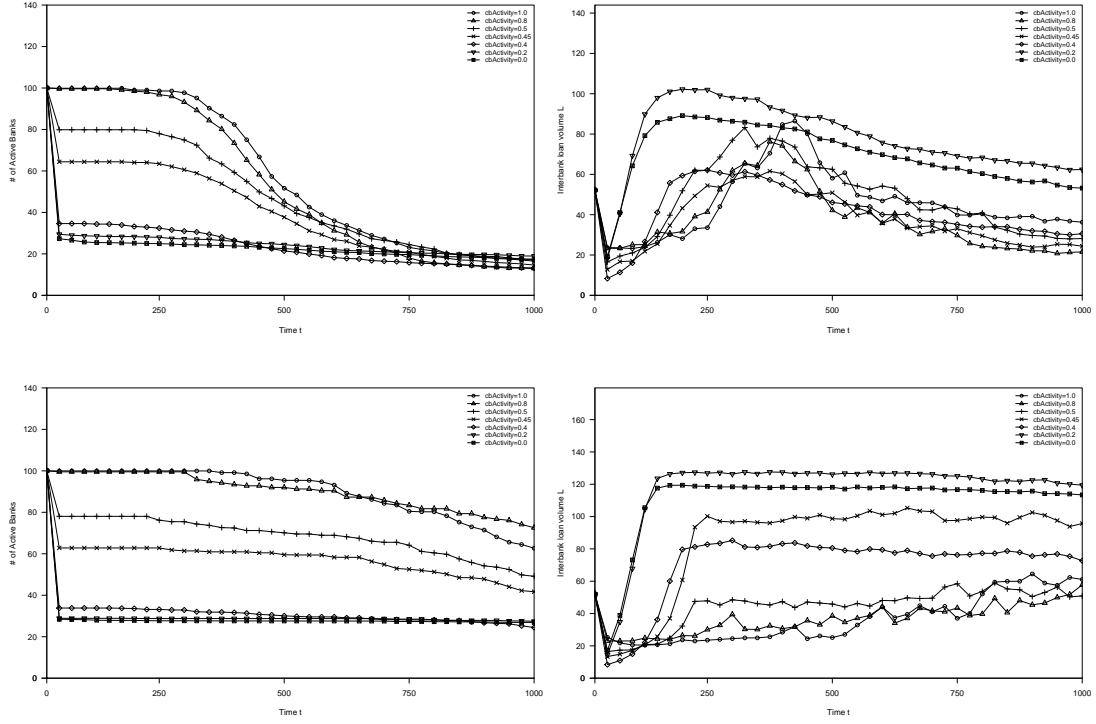 # of Active Banks
140
120
100
80
60
40
20
0
0
250
500
750
1000
Time t
cbActivity=1.0
cbActivity=0.8
cbActivity=0.5
cbActivity=0.45
cbActivity=0.4
cbActivity=0.2
cbActivity=0.0
Interbank loan volume L
140
120
100
80
60
40
20
0
0
250
500
750
1000
Time t
cbActivity=1.0
cbActivity=0.8
cbActivity=0.5
cbActivity=0.45
cbActivity=0.4
cbActivity=0.2
cbActivity=0.0
# of Active Banks
140
120
100
80
60
40
20
0
0
250
500
750
1000
Time t
cbActivity=1.0
cbActivity=0.8
cbActivity=0.5
cbActivity=0.45
cbActivity=0.4
cbActivity=0.2
cbActivity=0.0
Interbank loan volume L
160
140
120
100
80
60
40
20
0
0
250
500
750
1000
Time t
cbActivity=1.0
cbActivity=0.8
cbActivity=0.5
cbActivity=0.45
cbActivity=0.4
cbActivity=0.2
cbActivity=0.0